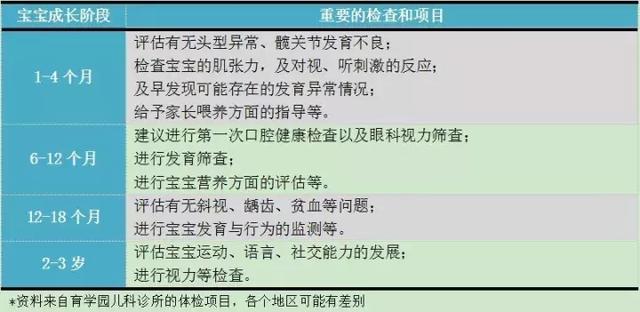 宝宝成长阶段 重要的检查和项目
1-4 个月
评估有无头型异常、髋关节发育不良；
检查宝宝的肌张力，及对视、听刺激的反应；
及早发现可能存在的发育异常情况；
给予家长喂养方面的指导等。
6-12 个月
建议进行第一次口腔健康检查以及眼科视力筛查；
进行发育筛查；
进行宝宝营养方面的评估等。
12-18 个月
评估有无斜视、龋齿、贫血等问题；
进行宝宝发育与行为的监测等。
2-3 岁
评估宝宝运动、语言、社交能力的发展；
进行视力等检查。
*资料来自育学园儿科诊所的体检项目，各个地区可能有差别